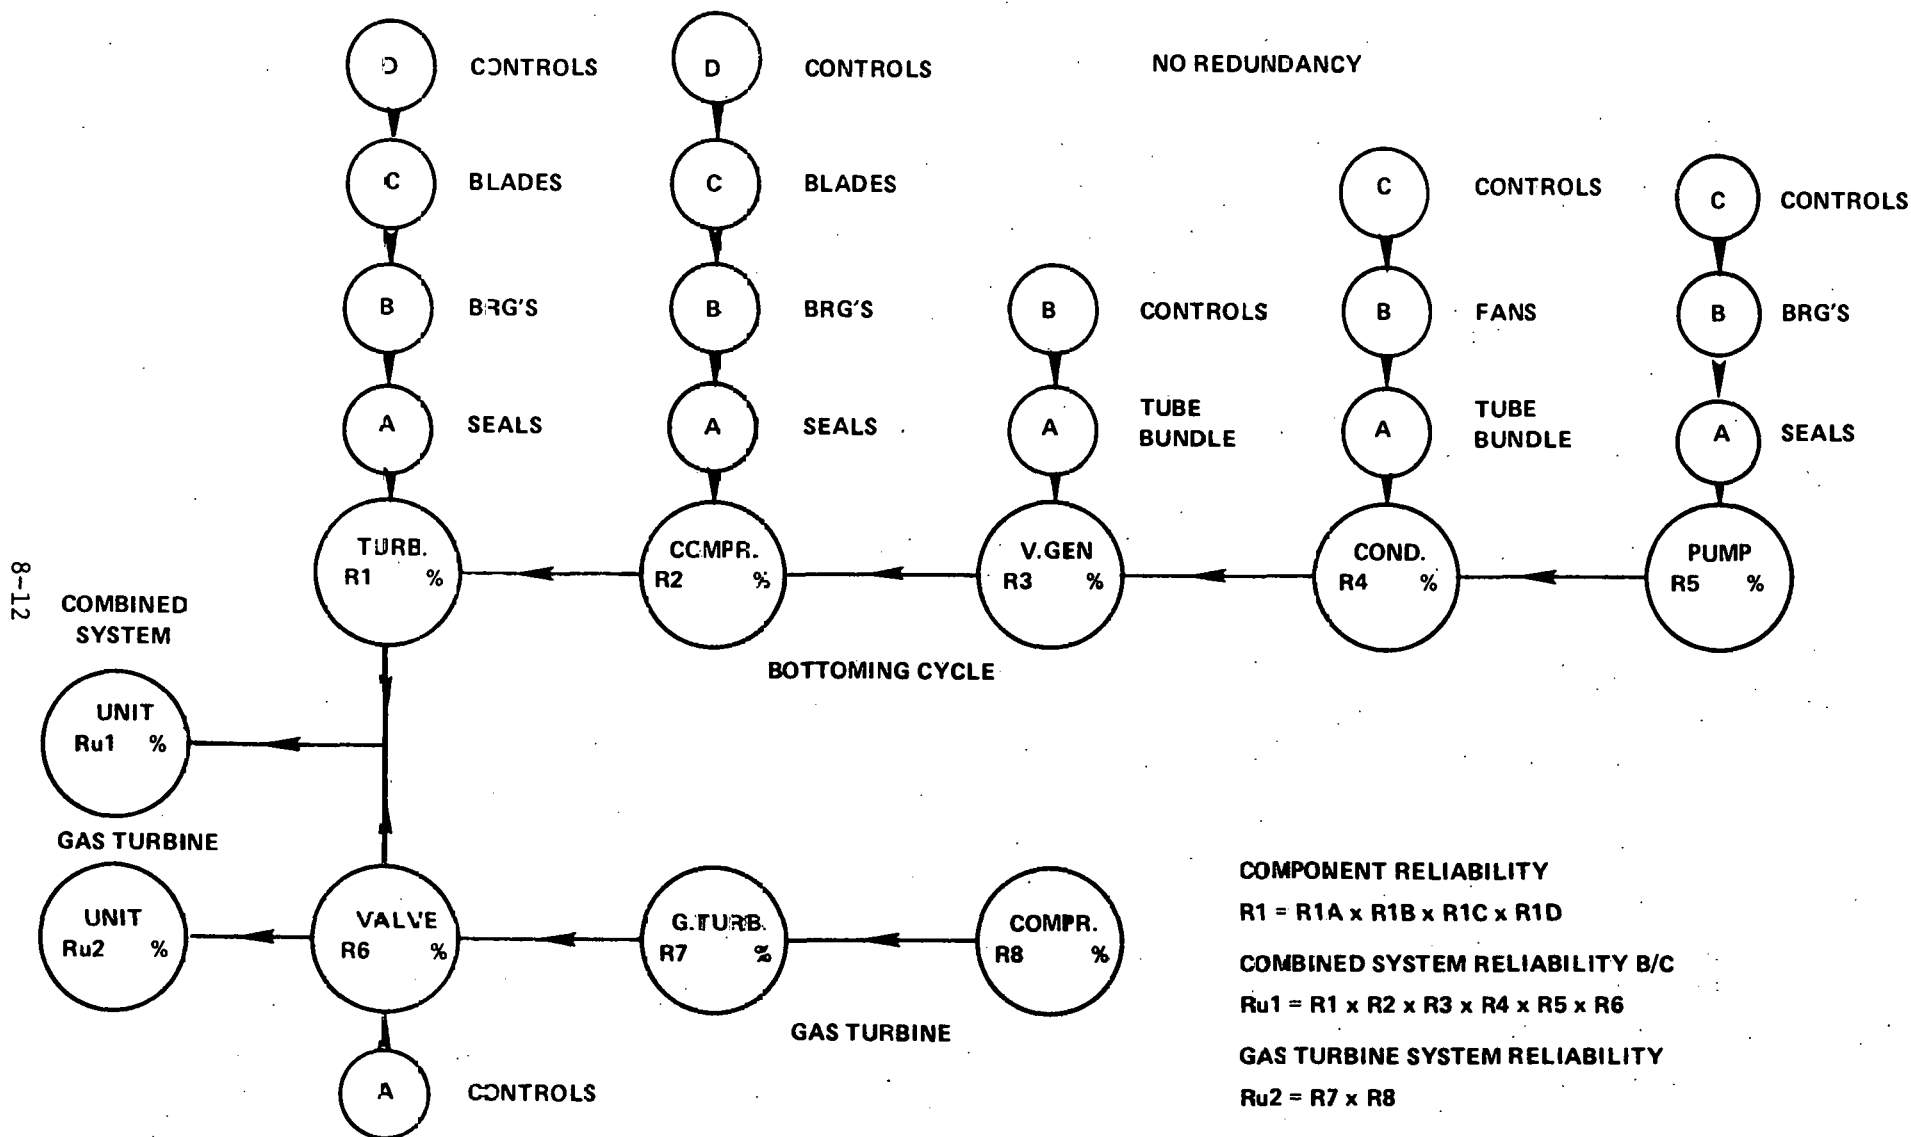 D CONTROLS
D CONTROLS
NO REDUNDANCY
C BLADES
C BLADES
C CONTROLS
C CONTROLS
B BRG'S
B BRG'S
B CONTROLS
B FANS
B BRG'S
A SEALS
A SEALS
A TUBE
BUNDLE
A TUBE
BUNDLE
A SEALS
TURB.
R1 %
COMPR.
R2 %
V.GEN
R3 %
COND.
R4 %
PUMP
R5 %
8-12
COMBINED
SYSTEM
BOTTOMING CYCLE
UNIT
Ru1 %
GAS TURBINE
UNIT
Ru2 %
VALVE
R6 %
G.TURB.
R7 %
COMPR.
R8 %
GAS TURBINE
A CONTROLS
COMPONENT RELIABILITY
R1 = R1A x R1B x R1C x R1D
COMBINED SYSTEM RELIABILITY B/C
Ru1 = R1 x R2 x R3 x R4 x R5 x R6
GAS TURBINE SYSTEM RELIABILITY
Ru2 = R7 x R8